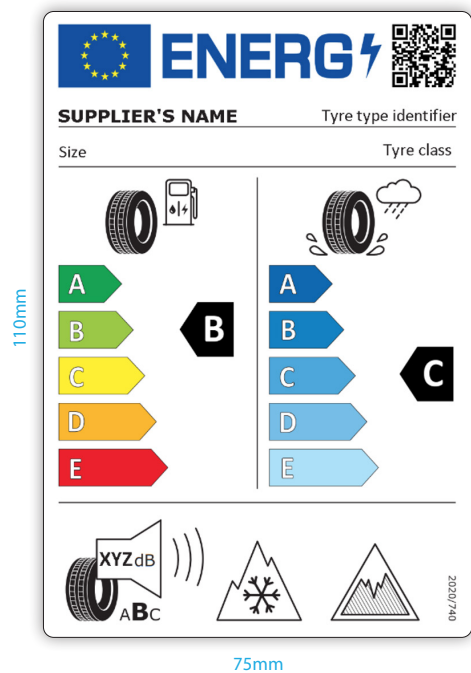 ENERG
SUPPLIER'S NAME Tyre type identifier
Size Tyre class
A A
B B B
C C C
D D
E E
XYZdB
ABC
2020/740
110mm
75mm